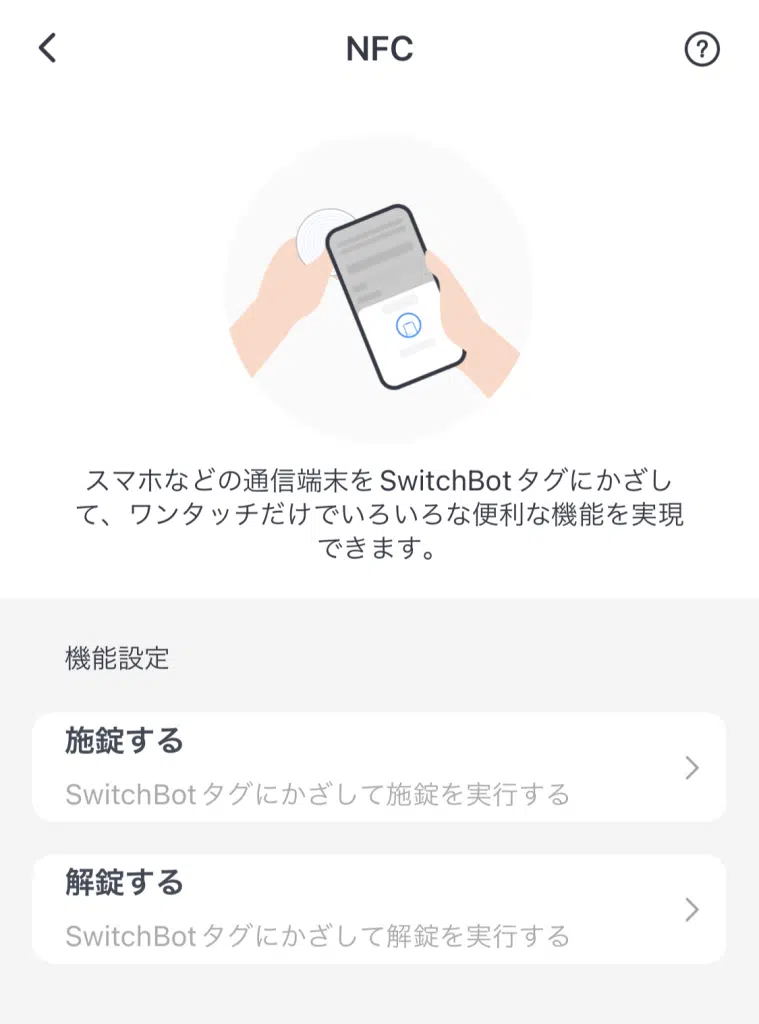 NFC
?
スマホなどの通信端末をSwitchBotタグにかざし
て、ワンタッチだけでいろいろな便利な機能を実現
できます。
機能設定
施錠する
SwitchBotタグにかざして施錠を実行する
解錠する
SwitchBotタグにかざして解錠を実行する